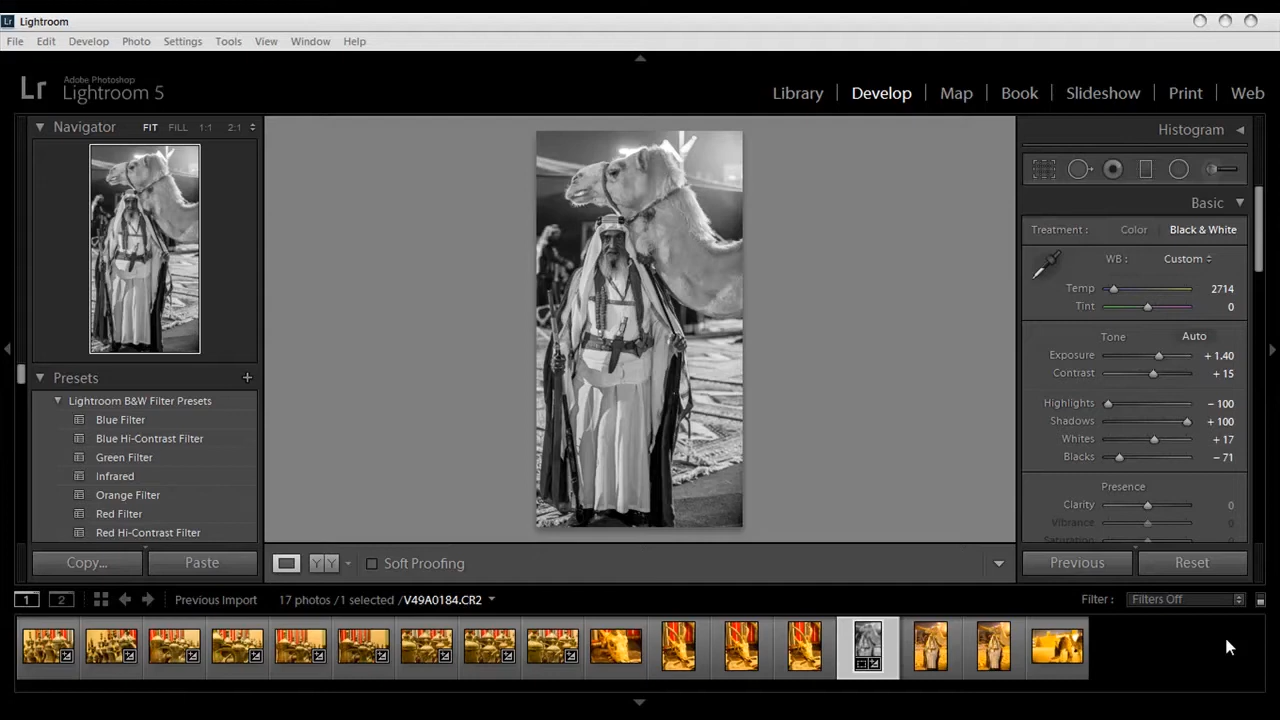 Lr Lightroom
File Edit Develop Photo Settings Tools View Window Help
Lr Adobe Photoshop
Lightroom 5
Library Develop Map Book Slideshow Print Web
Navigator FIT FILL 1:1 2:1
Histogram
Basic
Treatment : Color Black & White
WB : Custom
Temp 2714
Tint 0
Tone Auto
Exposure + 1.40
Contrast + 15
Highlights − 100
Shadows + 100
Whites + 17
Blacks − 71
Presence
Clarity 0
Vibrance 0
Saturation
Presets +
Lightroom B&W Filter Presets
Blue Filter
Blue Hi-Contrast Filter
Green Filter
Infrared
Orange Filter
Red Filter
Red Hi-Contrast Filter
Copy... Paste
YY Soft Proofing
Previous Reset
1 2 Previous Import 17 photos /1 selected /V49A0184.CR2 Filter : Filters Off